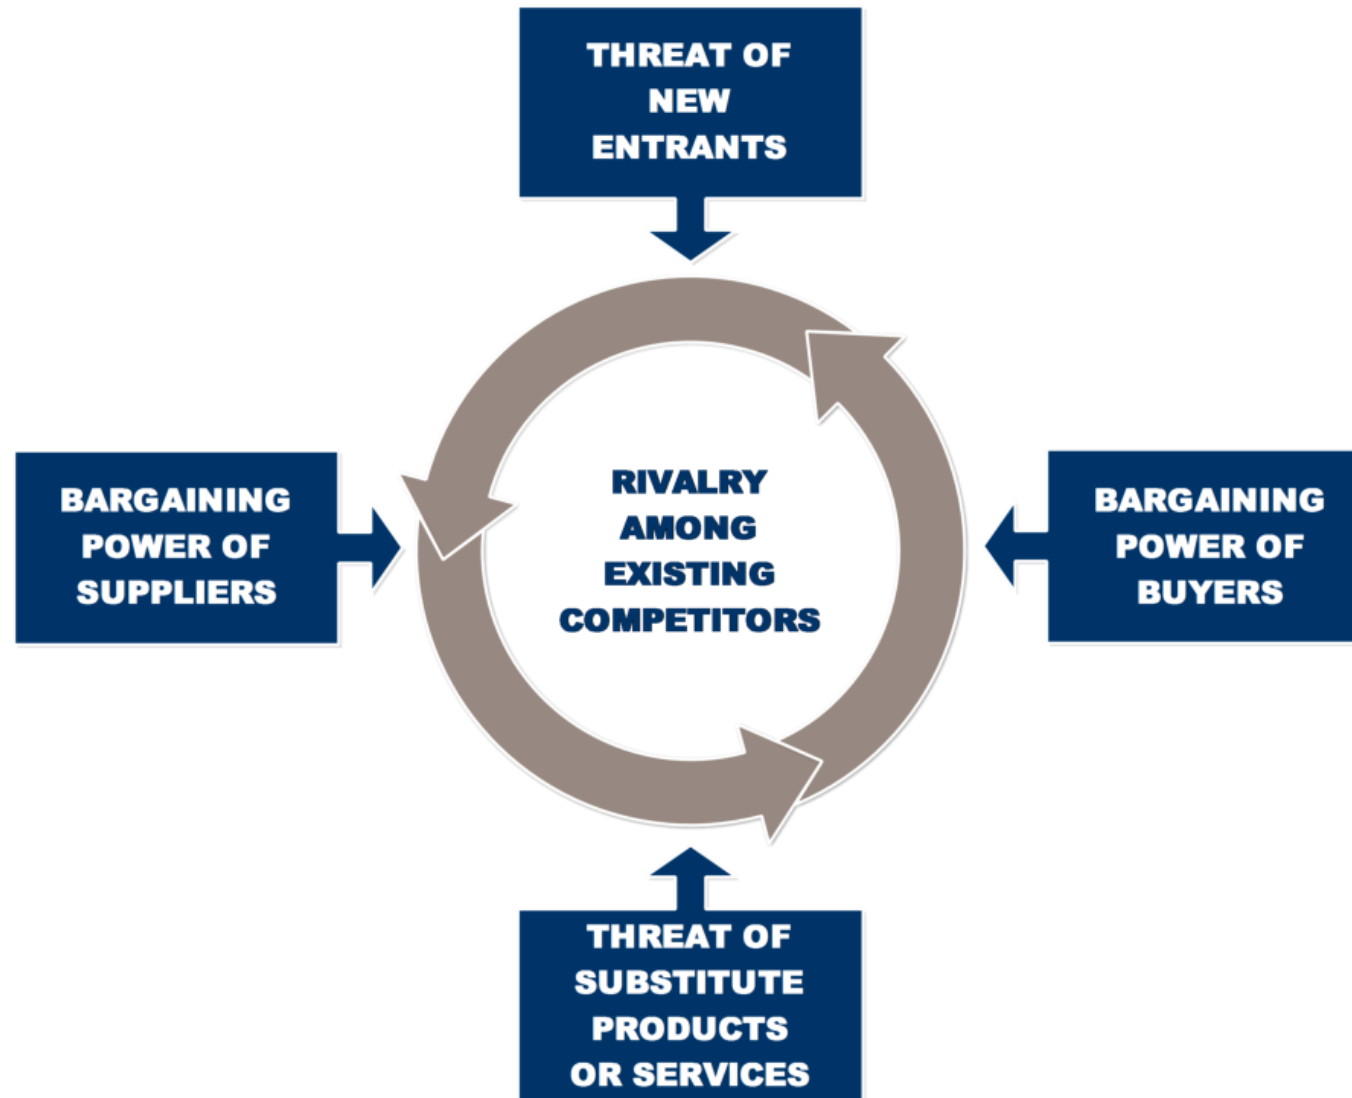 THREAT OF
NEW
ENTRANTS
BARGAINING
POWER OF
SUPPLIERS
RIVALRY
AMONG
EXISTING
COMPETITORS
BARGAINING
POWER OF
BUYERS
THREAT OF
SUBSTITUTE
PRODUCTS
OR SERVICES